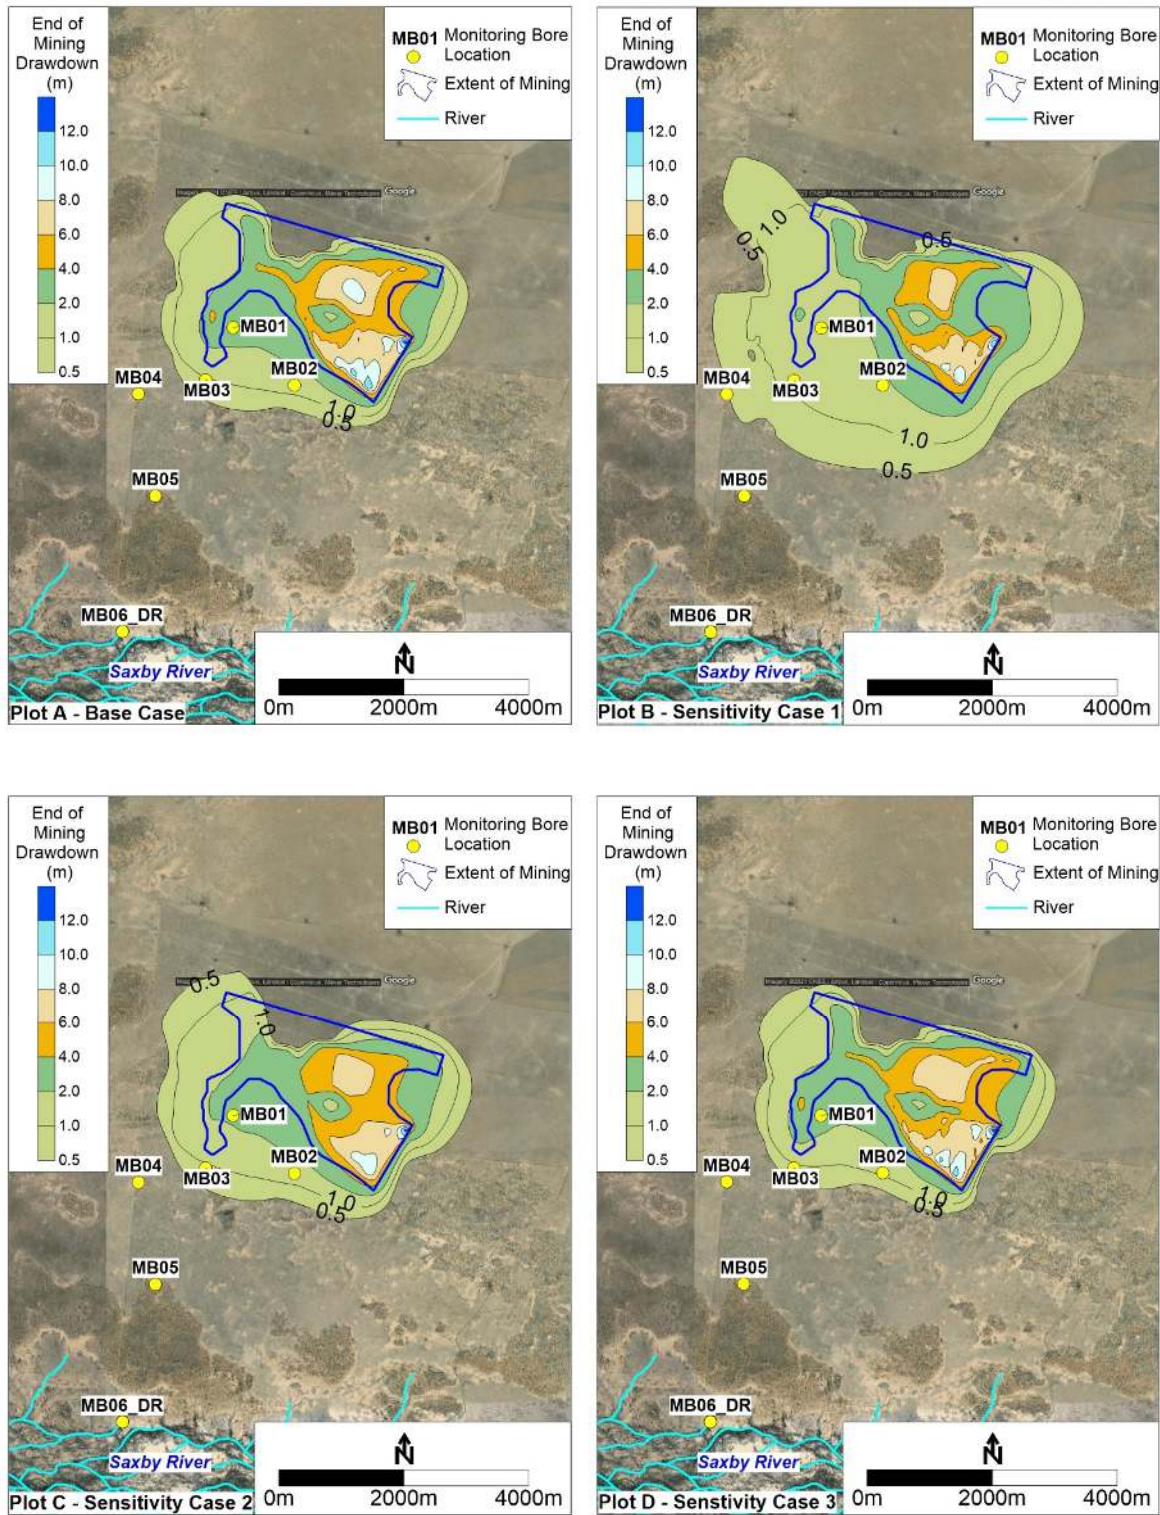 End of
Mining
Drawdown
(m)
12.0
10.0
8.0
6.0
4.0
2.0
1.0
0.5
MB01 Monitoring Bore
Location
Extent of Mining
River
Google
MB01
MB02
MB03
MB04
1.0
0.5
MB05
MB06_DR
Saxby River
N
0m 2000m 4000m
Plot A - Base Case
End of
Mining
Drawdown
(m)
12.0
10.0
8.0
6.0
4.0
2.0
1.0
0.5
MB01 Monitoring Bore
Location
Extent of Mining
River
Google
1.0
0.5
0.5
0.5
MB01
MB02
MB03
MB04
1.0
0.5
MB05
MB06_DR
Saxby River
N
0m 2000m 4000m
Plot B - Sensitivity Case 1
End of
Mining
Drawdown
(m)
12.0
10.0
8.0
6.0
4.0
2.0
1.0
0.5
MB01 Monitoring Bore
Location
Extent of Mining
River
Google
0.5
1.0
MB01
MB02
MB03
MB04
1.0
0.5
MB05
MB06_DR
Saxby River
N
0m 2000m 4000m
Plot C - Sensitivity Case 2
End of
Mining
Drawdown
(m)
12.0
10.0
8.0
6.0
4.0
2.0
1.0
0.5
MB01 Monitoring Bore
Location
Extent of Mining
River
Google
MB01
MB02
MB03
MB04
1.0
0.5
MB05
MB06_DR
Saxby River
N
0m 2000m 4000m
Plot D - Senstivity Case 3